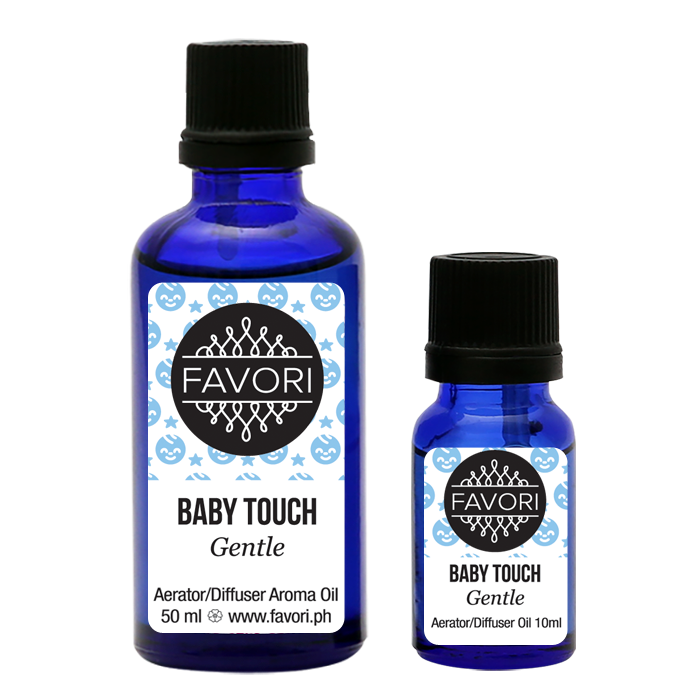 FAVORI
BABY TOUCH
Gentle
Aerator/Diffuser Aroma Oil
50 ml www.favori.ph
FAVORI
BABY TOUCH
Gentle
Aerator/Diffuser Oil 10ml